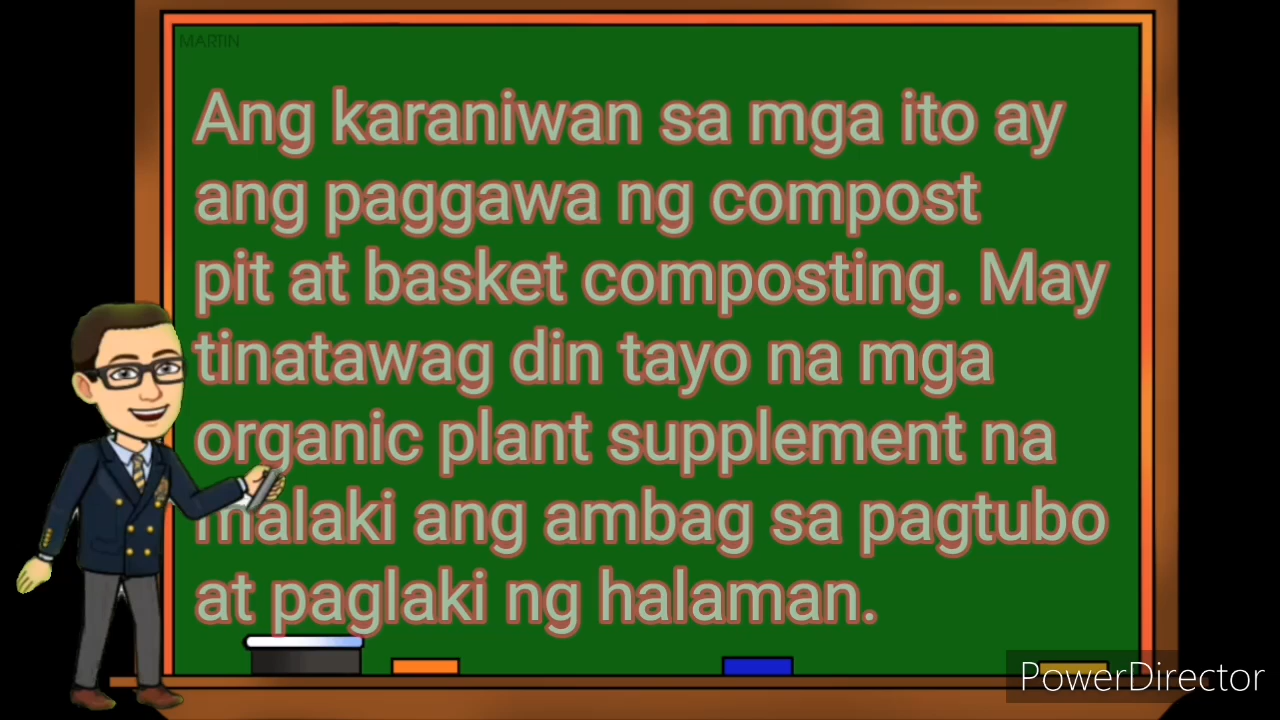 MARTIN
Ang karaniwan sa mga ito ay
ang paggawa ng compost
pit at basket composting. May
tinatawag din tayo na mga
organic plant supplement na
malaki ang ambag sa pagtubo
at paglaki ng halaman.
PowerDirector